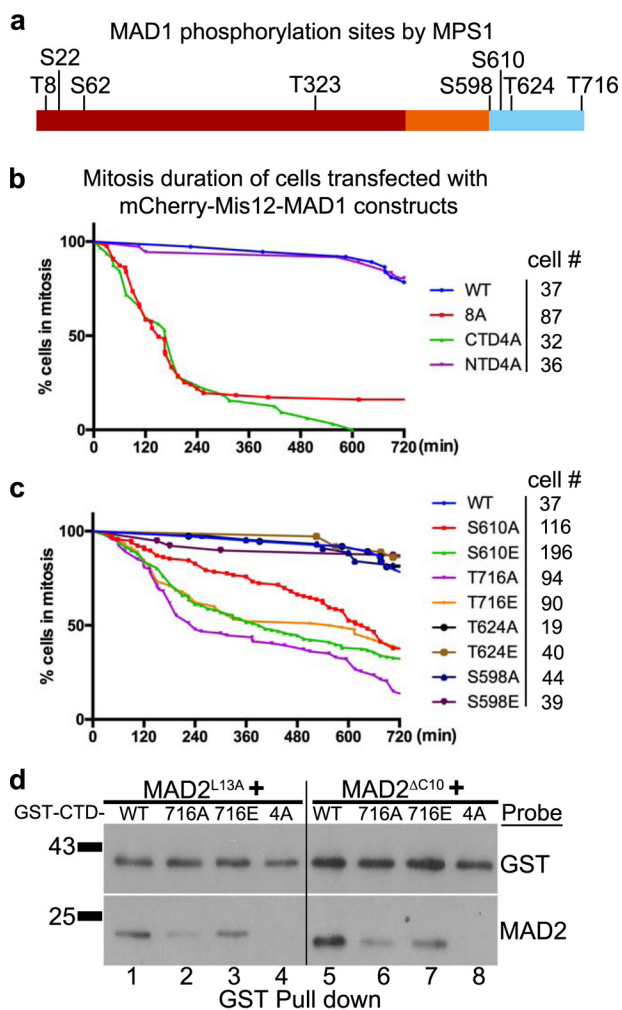 a
MAD1 phosphorylation sites by MPS1
S22
S610
T8
S62
T323
S598
T624
T716
b
Mitosis duration of cells transfected with
mCherry-Mis12-MAD1 constructs
% cells in mitosis
100
50
0
0 120 240 360 480 600 720 (min)
cell #
WT 37
8A 87
CTD4A 32
NTD4A 36
c
% cells in mitosis
100
50
0
0 120 240 360 480 600 720 (min)
cell #
WT 37
S610A 116
S610E 196
T716A 94
T716E 90
T624A 19
T624E 40
S598A 44
S598E 39
d
MAD2L13A + MAD2ΔC10 +
GST-CTD- WT 716A 716E 4A WT 716A 716E 4A Probe
43 GST
25 MAD2
1 2 3 4 5 6 7 8
GST Pull down